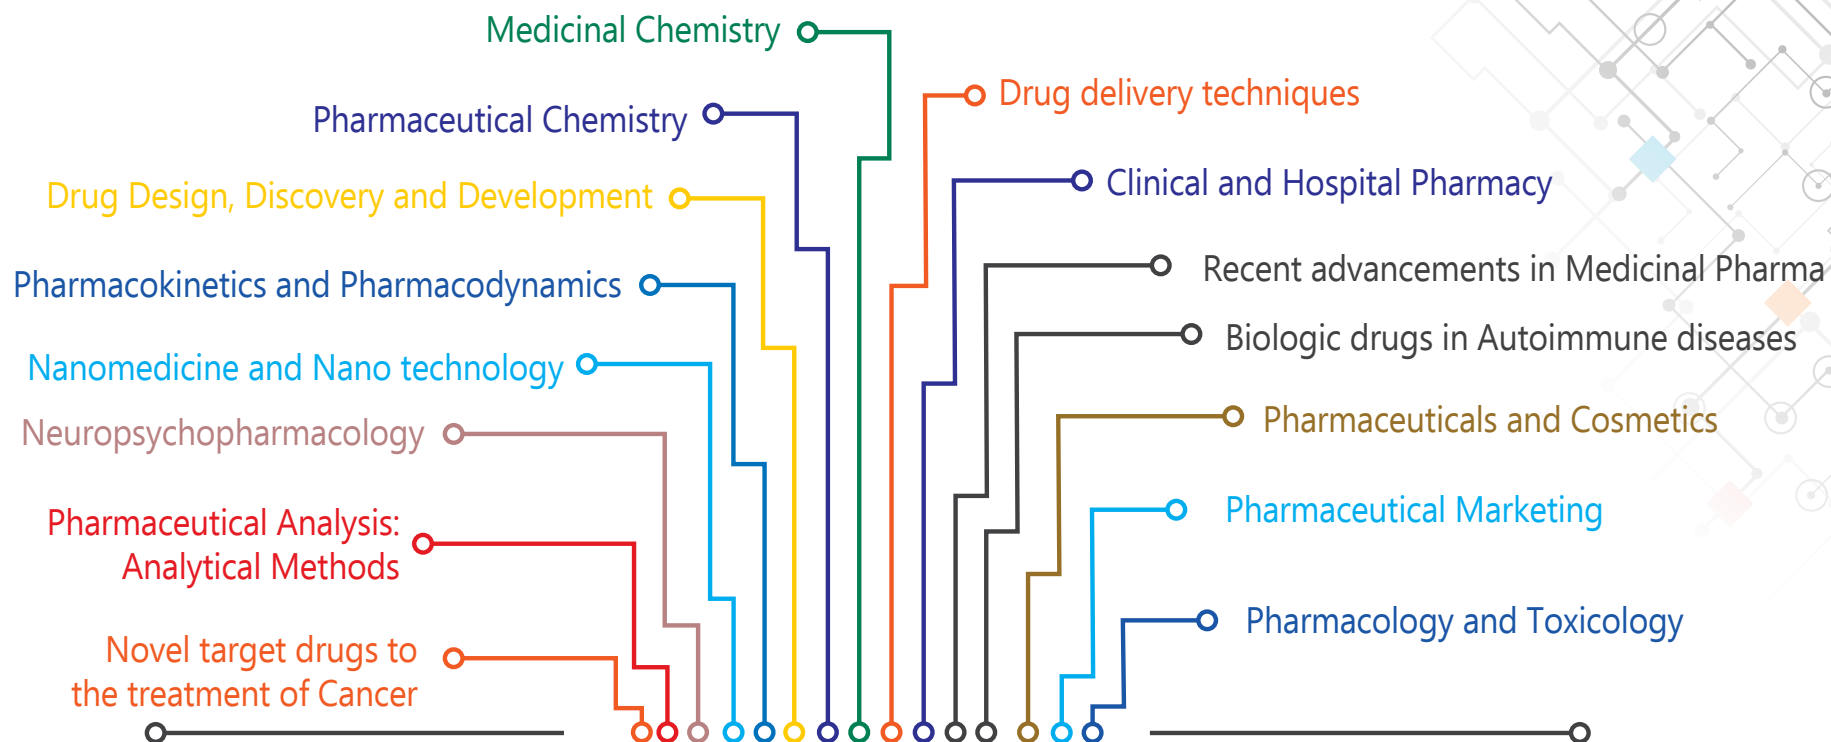 Medicinal Chemistry
Pharmaceutical Chemistry
Drug Design, Discovery and Development
Pharmacokinetics and Pharmacodynamics
Nanomedicine and Nano technology
Neuropsychopharmacology
Pharmaceutical Analysis:
Analytical Methods
Novel target drugs to
the treatment of Cancer
Drug delivery techniques
Clinical and Hospital Pharmacy
Recent advancements in Medicinal Pharma
Biologic drugs in Autoimmune diseases
Pharmaceuticals and Cosmetics
Pharmaceutical Marketing
Pharmacology and Toxicology